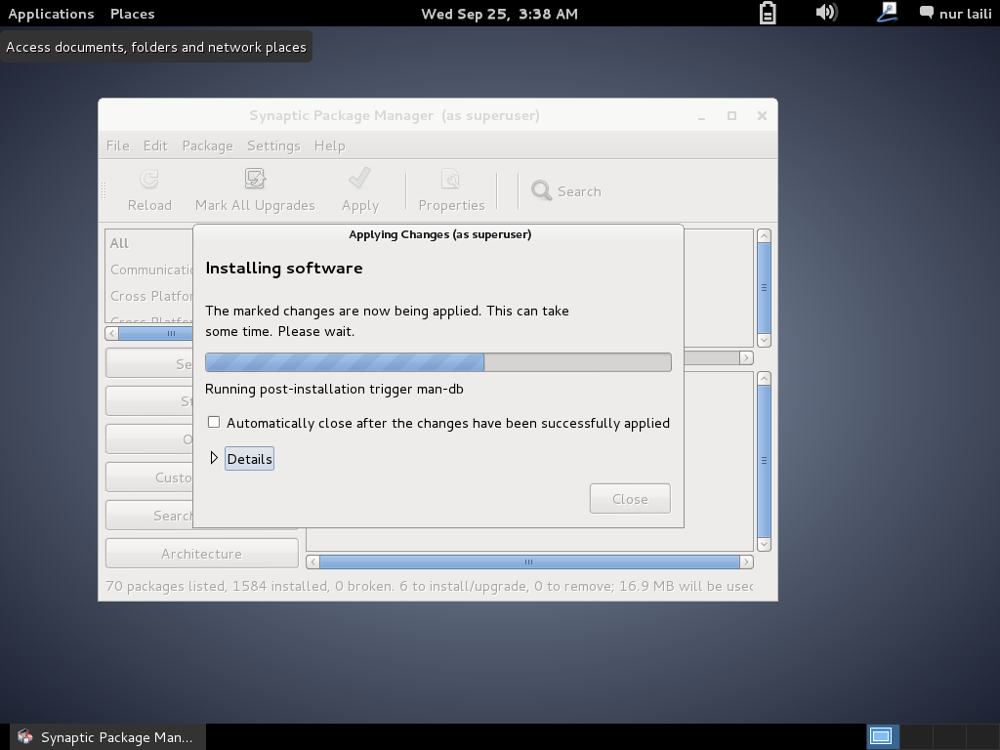 Applications Places Wed Sep 25, 3:38 AM nur laili
Access documents, folders and network places
Synaptic Package Manager (as superuser)
File Edit Package Settings Help
Reload Mark All Upgrades Apply Properties Search
All
Communicatio
Cross Platfor
Cross Platfor
Applying Changes (as superuser)
Installing software
The marked changes are now being applied. This can take
some time. Please wait.
Running post-installation trigger man-db
Automatically close after the changes have been successfully applied
Details
Close
Se
St
O
Custo
Search
Architecture
70 packages listed, 1584 installed, 0 broken. 6 to install/upgrade, 0 to remove; 16.9 MB will be used
Synaptic Package Man...